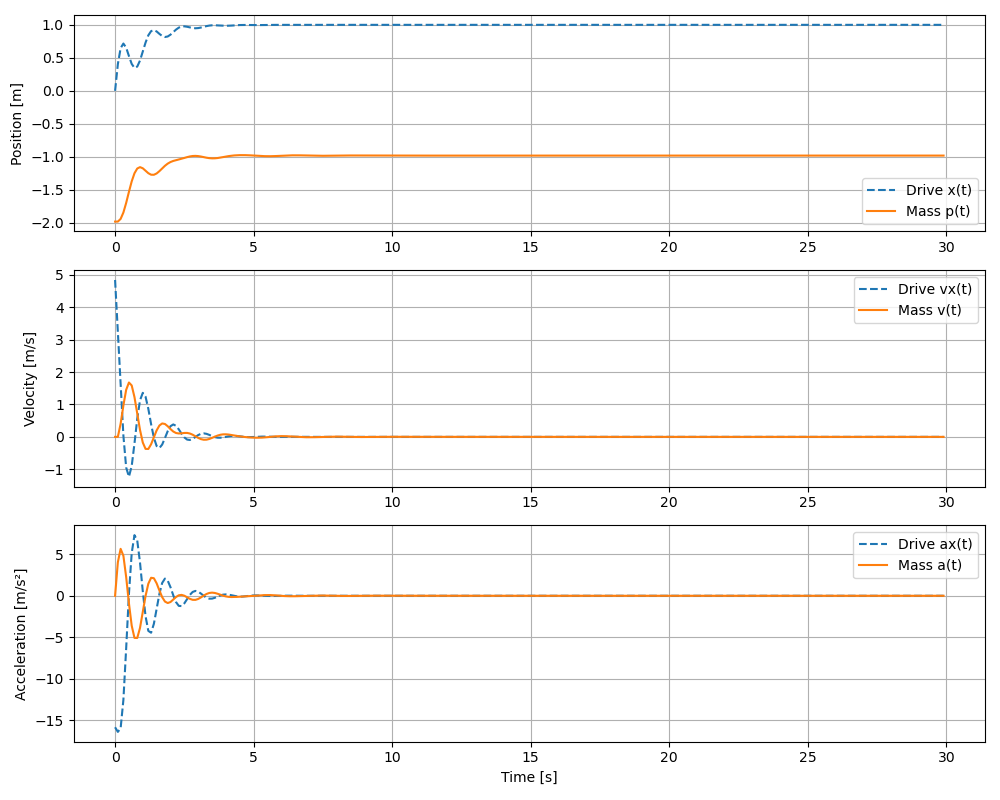 Position [m]
1.0
0.5
0.0
−0.5
−1.0
−1.5
−2.0
Drive x(t)
Mass p(t)
0 5 10 15 20 25 30
Velocity [m/s]
5
4
3
2
1
0
−1
Drive vx(t)
Mass v(t)
0 5 10 15 20 25 30
Acceleration [m/s²]
5
0
−5
−10
−15
Drive ax(t)
Mass a(t)
0 5 10 15 20 25 30
Time [s]